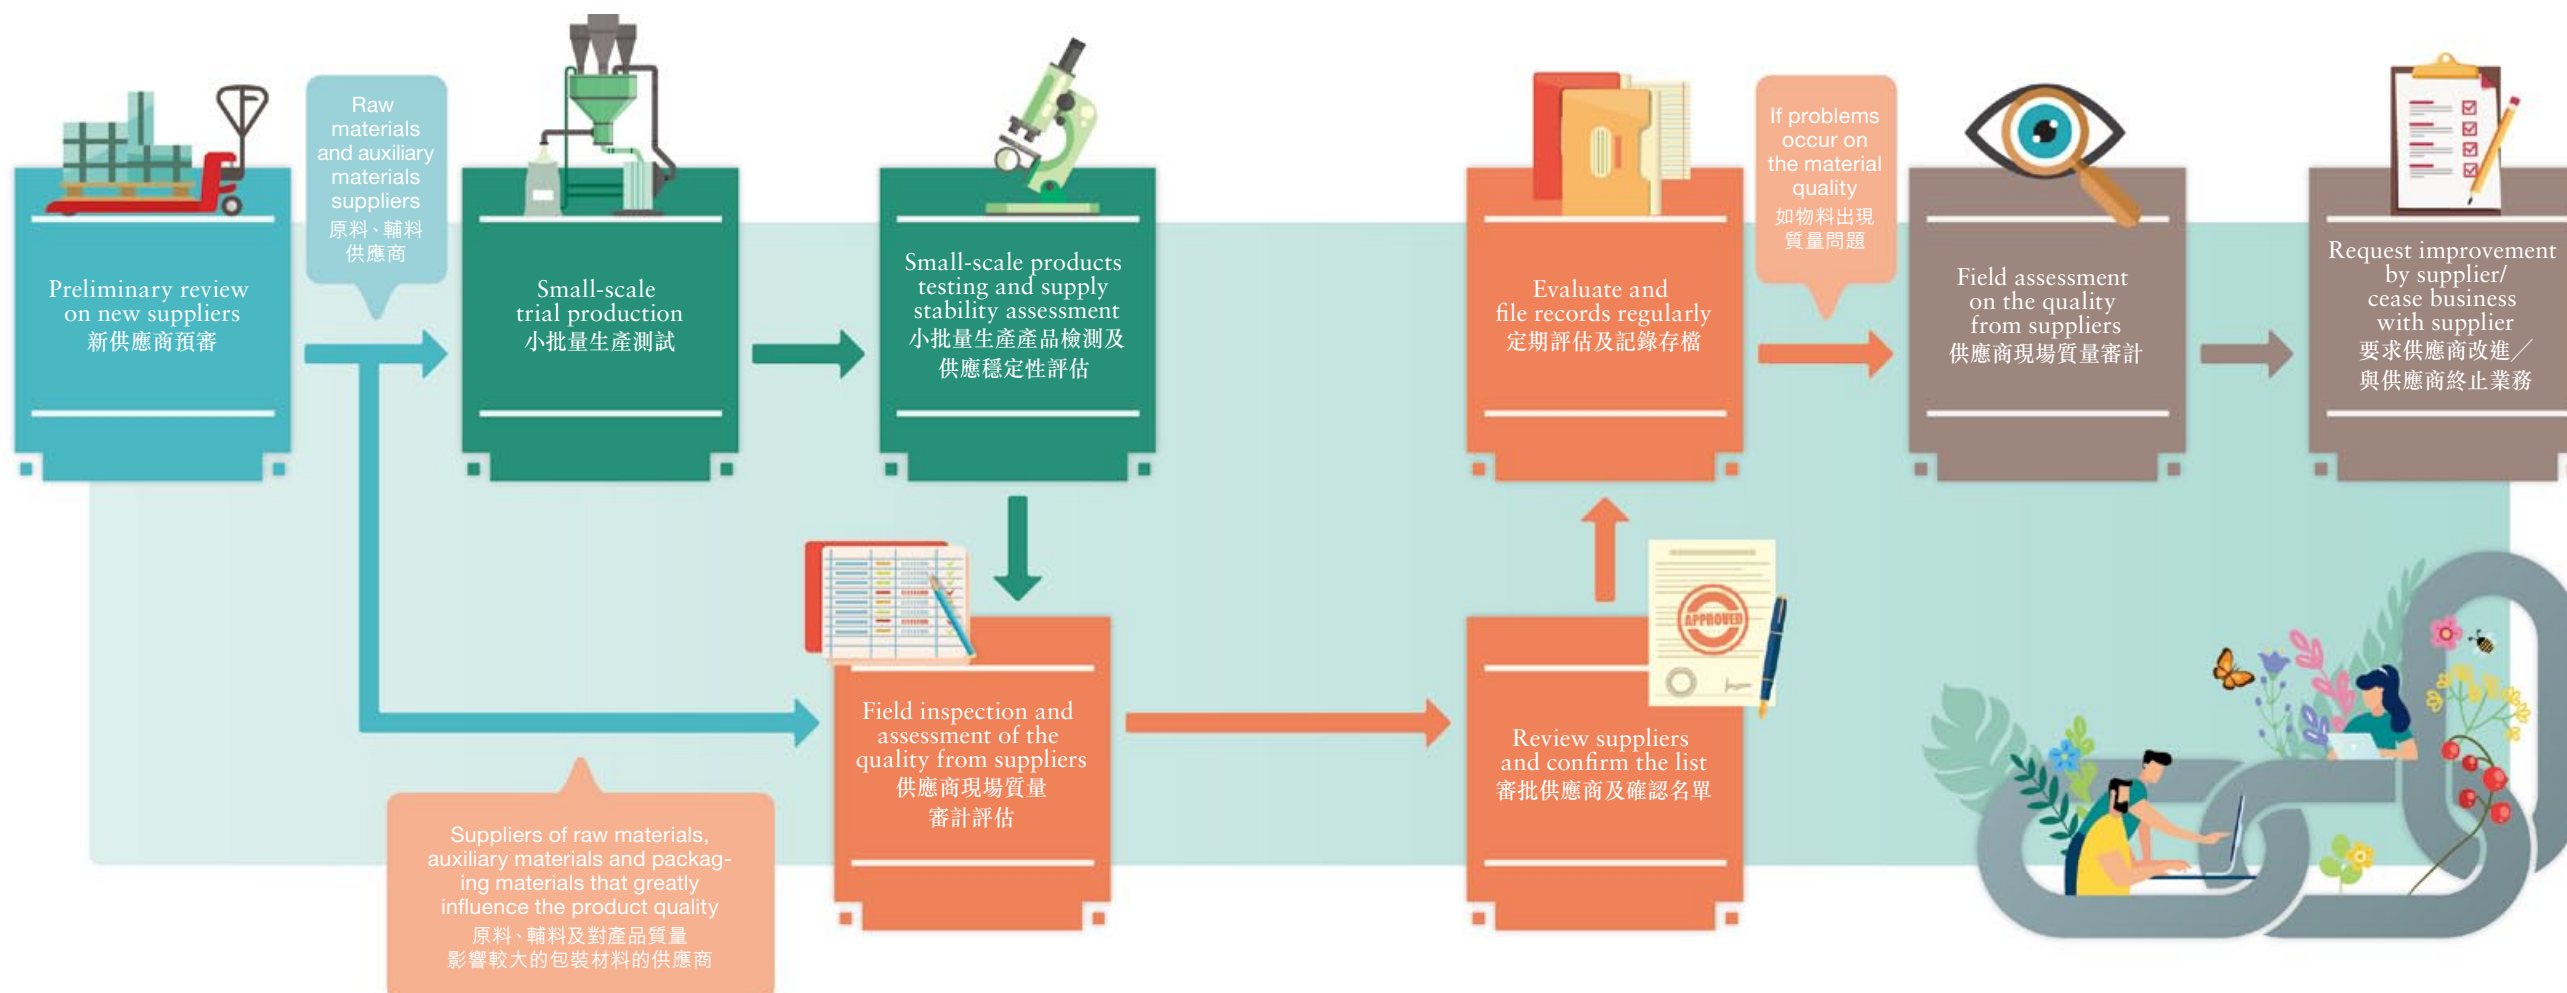 Preliminary review
on new suppliers
新供應商預審
Raw
materials
and auxiliary
materials
suppliers
原料、輔料
供應商
Small-scale
trial production
小批量生產測試
Small-scale products
testing and supply
stability assessment
小批量生產產品檢測及
供應穩定性評估
Suppliers of raw materials,
auxiliary materials and packag-
ing materials that greatly
influence the product quality
原料、輔料及對產品質量
影響較大的包裝材料的供應商
Field inspection and
assessment of the
quality from suppliers
供應商現場質量
審計評估
APPROVED
Review suppliers
and confirm the list
審批供應商及確認名單
Evaluate and
file records regularly
定期評估及記錄存檔
If problems
occur on
the material
quality
如物料出現
質量問題
Field assessment
on the quality
from suppliers
供應商現場質量審計
Request improvement
by supplier/
cease business
with supplier
要求供應商改進／
與供應商終止業務